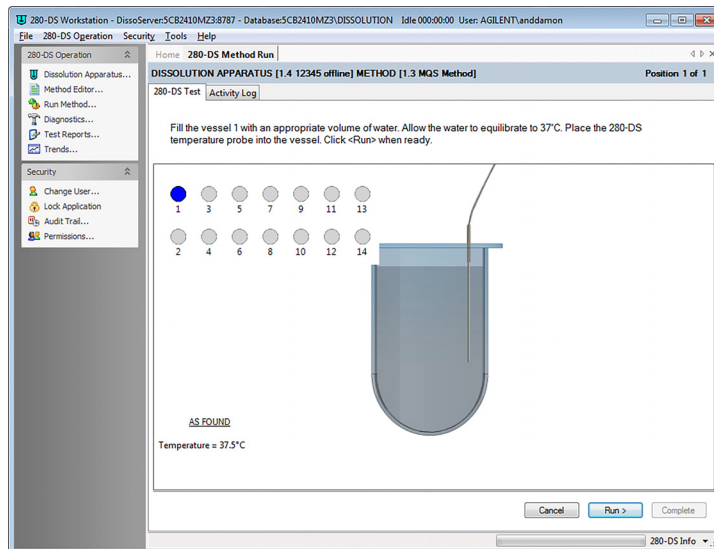 280-DS Workstation - DissoServer:5CB2410MZ3:8787 - Database:5CB2410MZ3\DISSOLUTION Idle 000:00:00 User: AGILENT\anddamon
File 280-DS Operation Security Tools Help
280-DS Operation
Dissolution Apparatus...
Method Editor...
Run Method...
Diagnostics...
Test Reports...
Trends...
Security
Change User...
Lock Application
Audit Trail...
Permissions...
Home 280-DS Method Run
DISSOLUTION APPARATUS [1.4 12345 offline] METHOD [1.3 MQS Method] Position 1 of 1
280-DS Test Activity Log
Fill the vessel 1 with an appropriate volume of water. Allow the water to equilibrate to 37°C. Place the 280-DS
temperature probe into the vessel. Click <Run> when ready.
1 3 5 7 9 11 13
2 4 6 8 10 12 14
AS FOUND
Temperature = 37.5°C
Cancel Run > Complete
280-DS Info